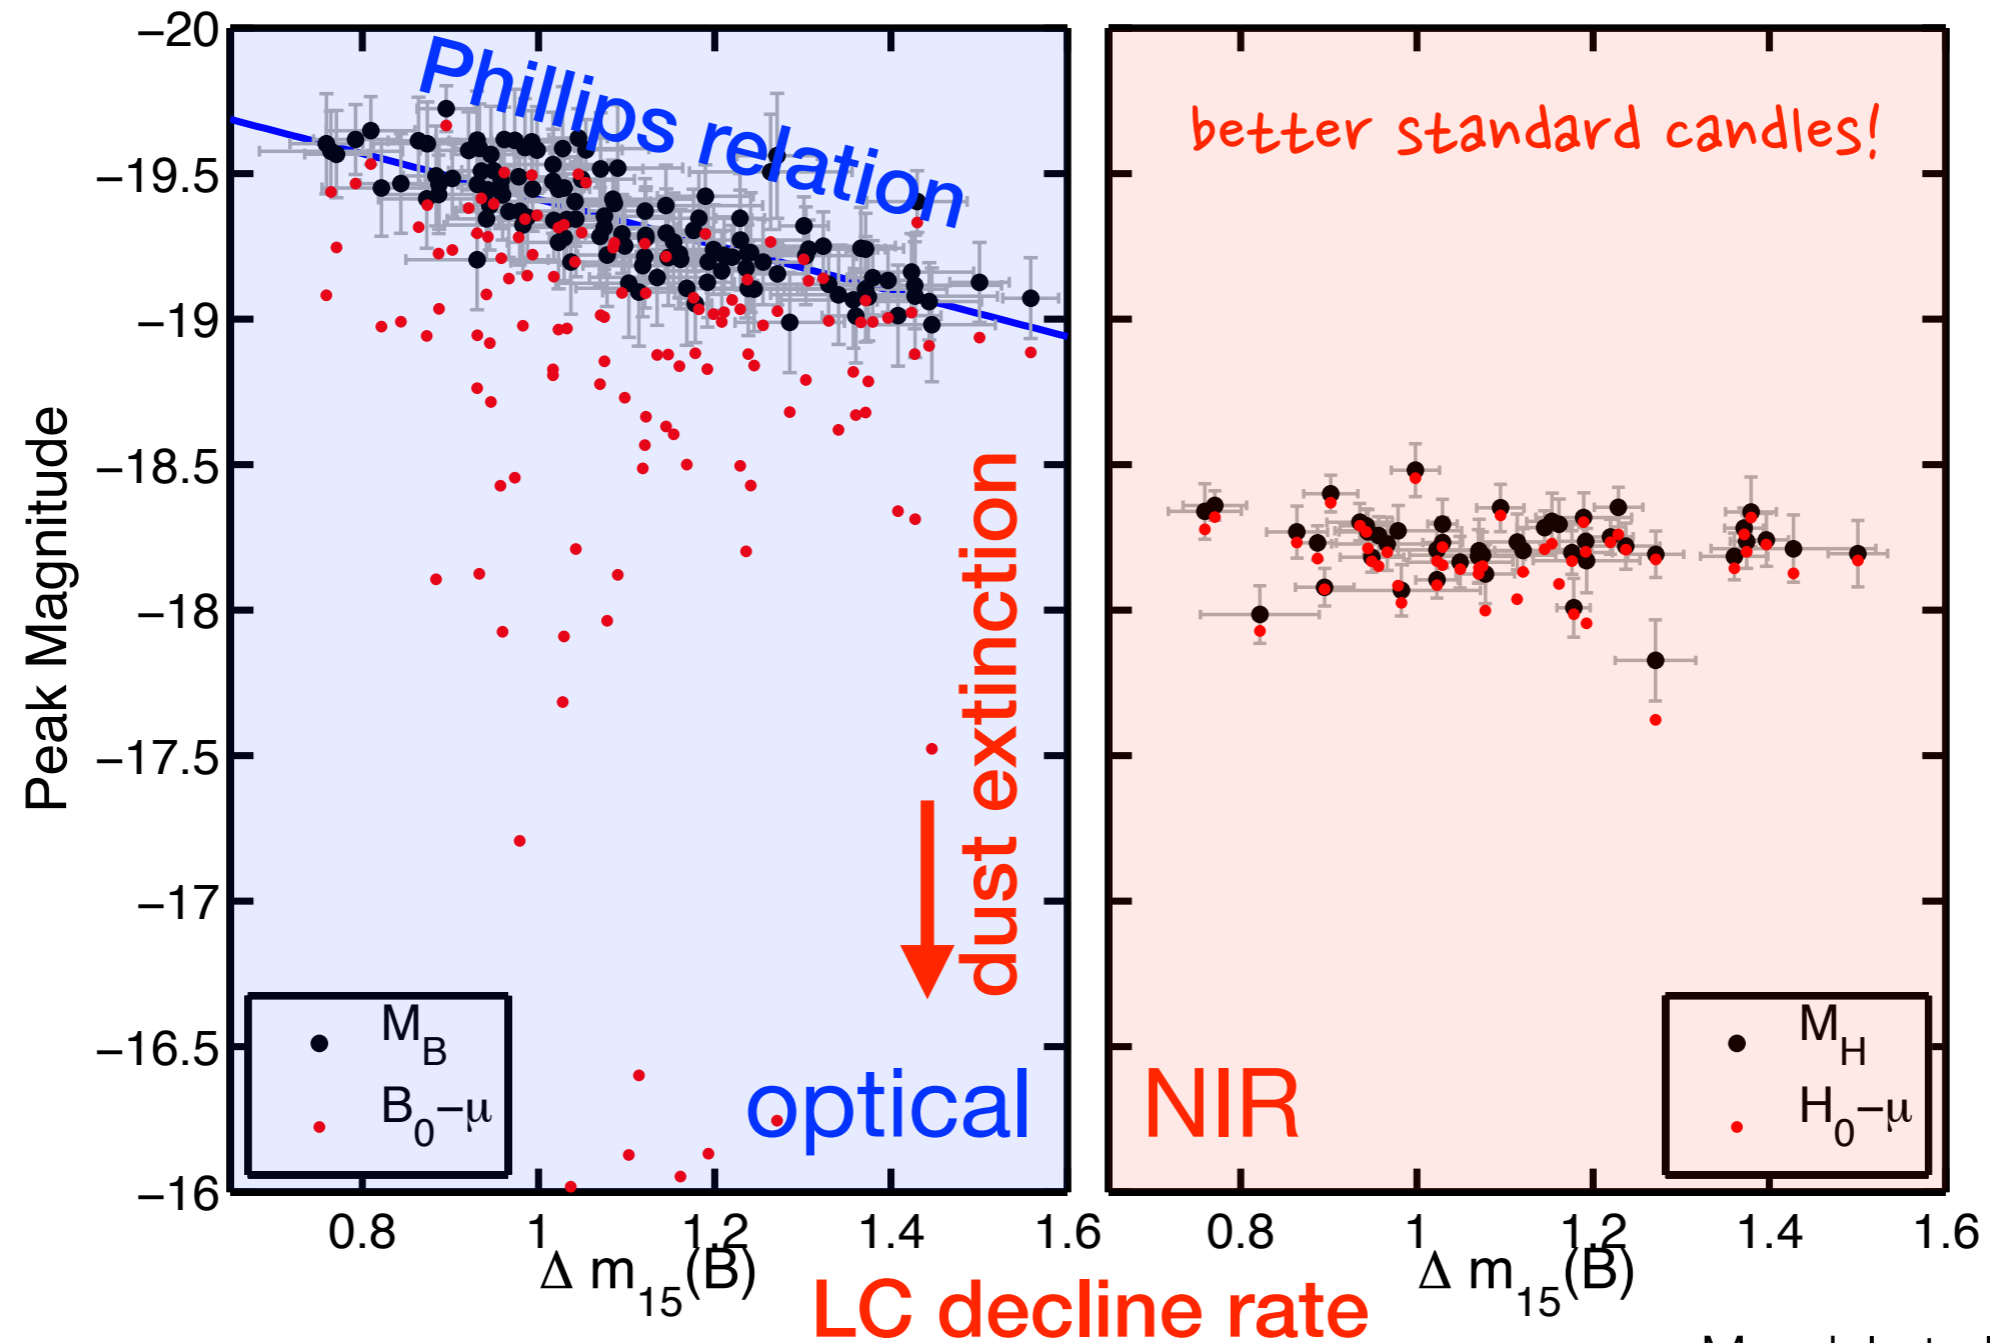 Peak Magnitude
−20
−19.5
−19
−18.5
−18
−17.5
−17
−16.5
−16
Phillips relation
dust extinction
M_B
B_0−μ
optical
0.8 1 1.2 1.4 1.6
Δ m_15(B)
better standard candles!
NIR
M_H
H_0−μ
0.8 1 1.2 1.4 1.6
Δ m_15(B)
LC decline rate